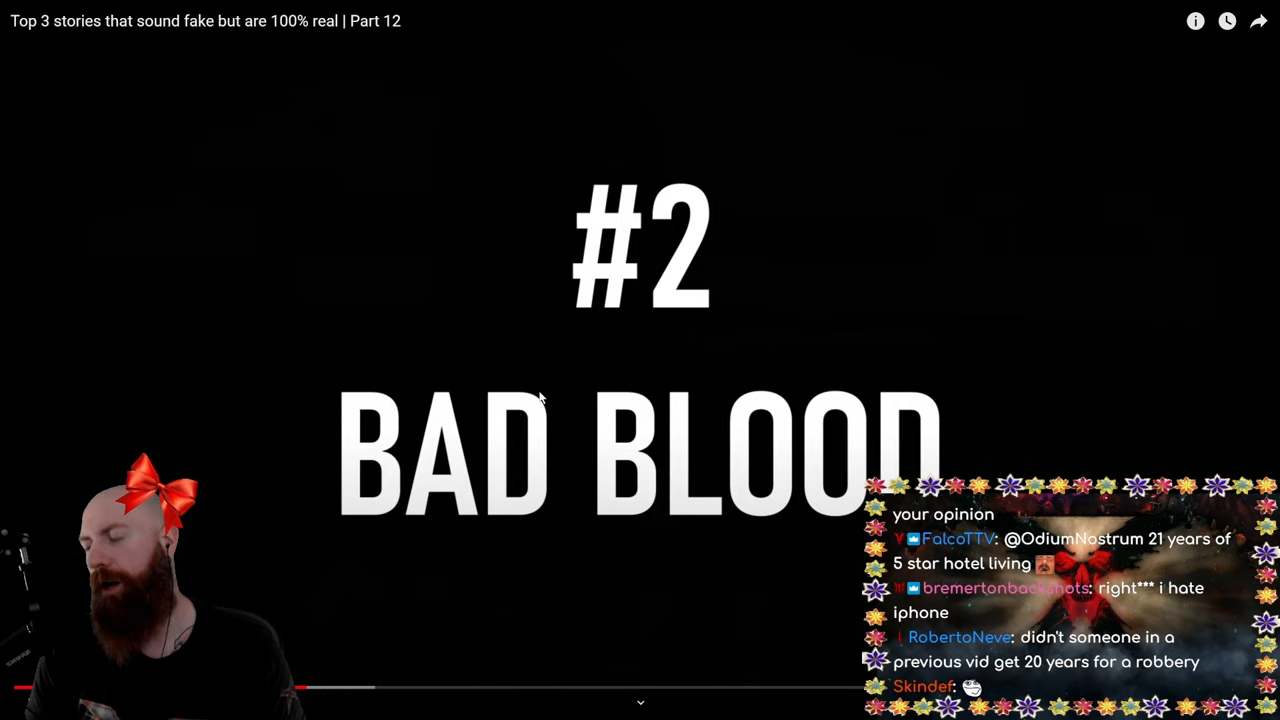 Top 3 stories that sound fake but are 100% real | Part 12
#2
BAD BLOOD
your opinion
FalcoTTV: @OdiumNostrum 21 years of
5 star hotel living
bremertonbackshots: right*** i hate
iphone
RobertoNeve: didn't someone in a
previous vid get 20 years for a robbery
Skindef: